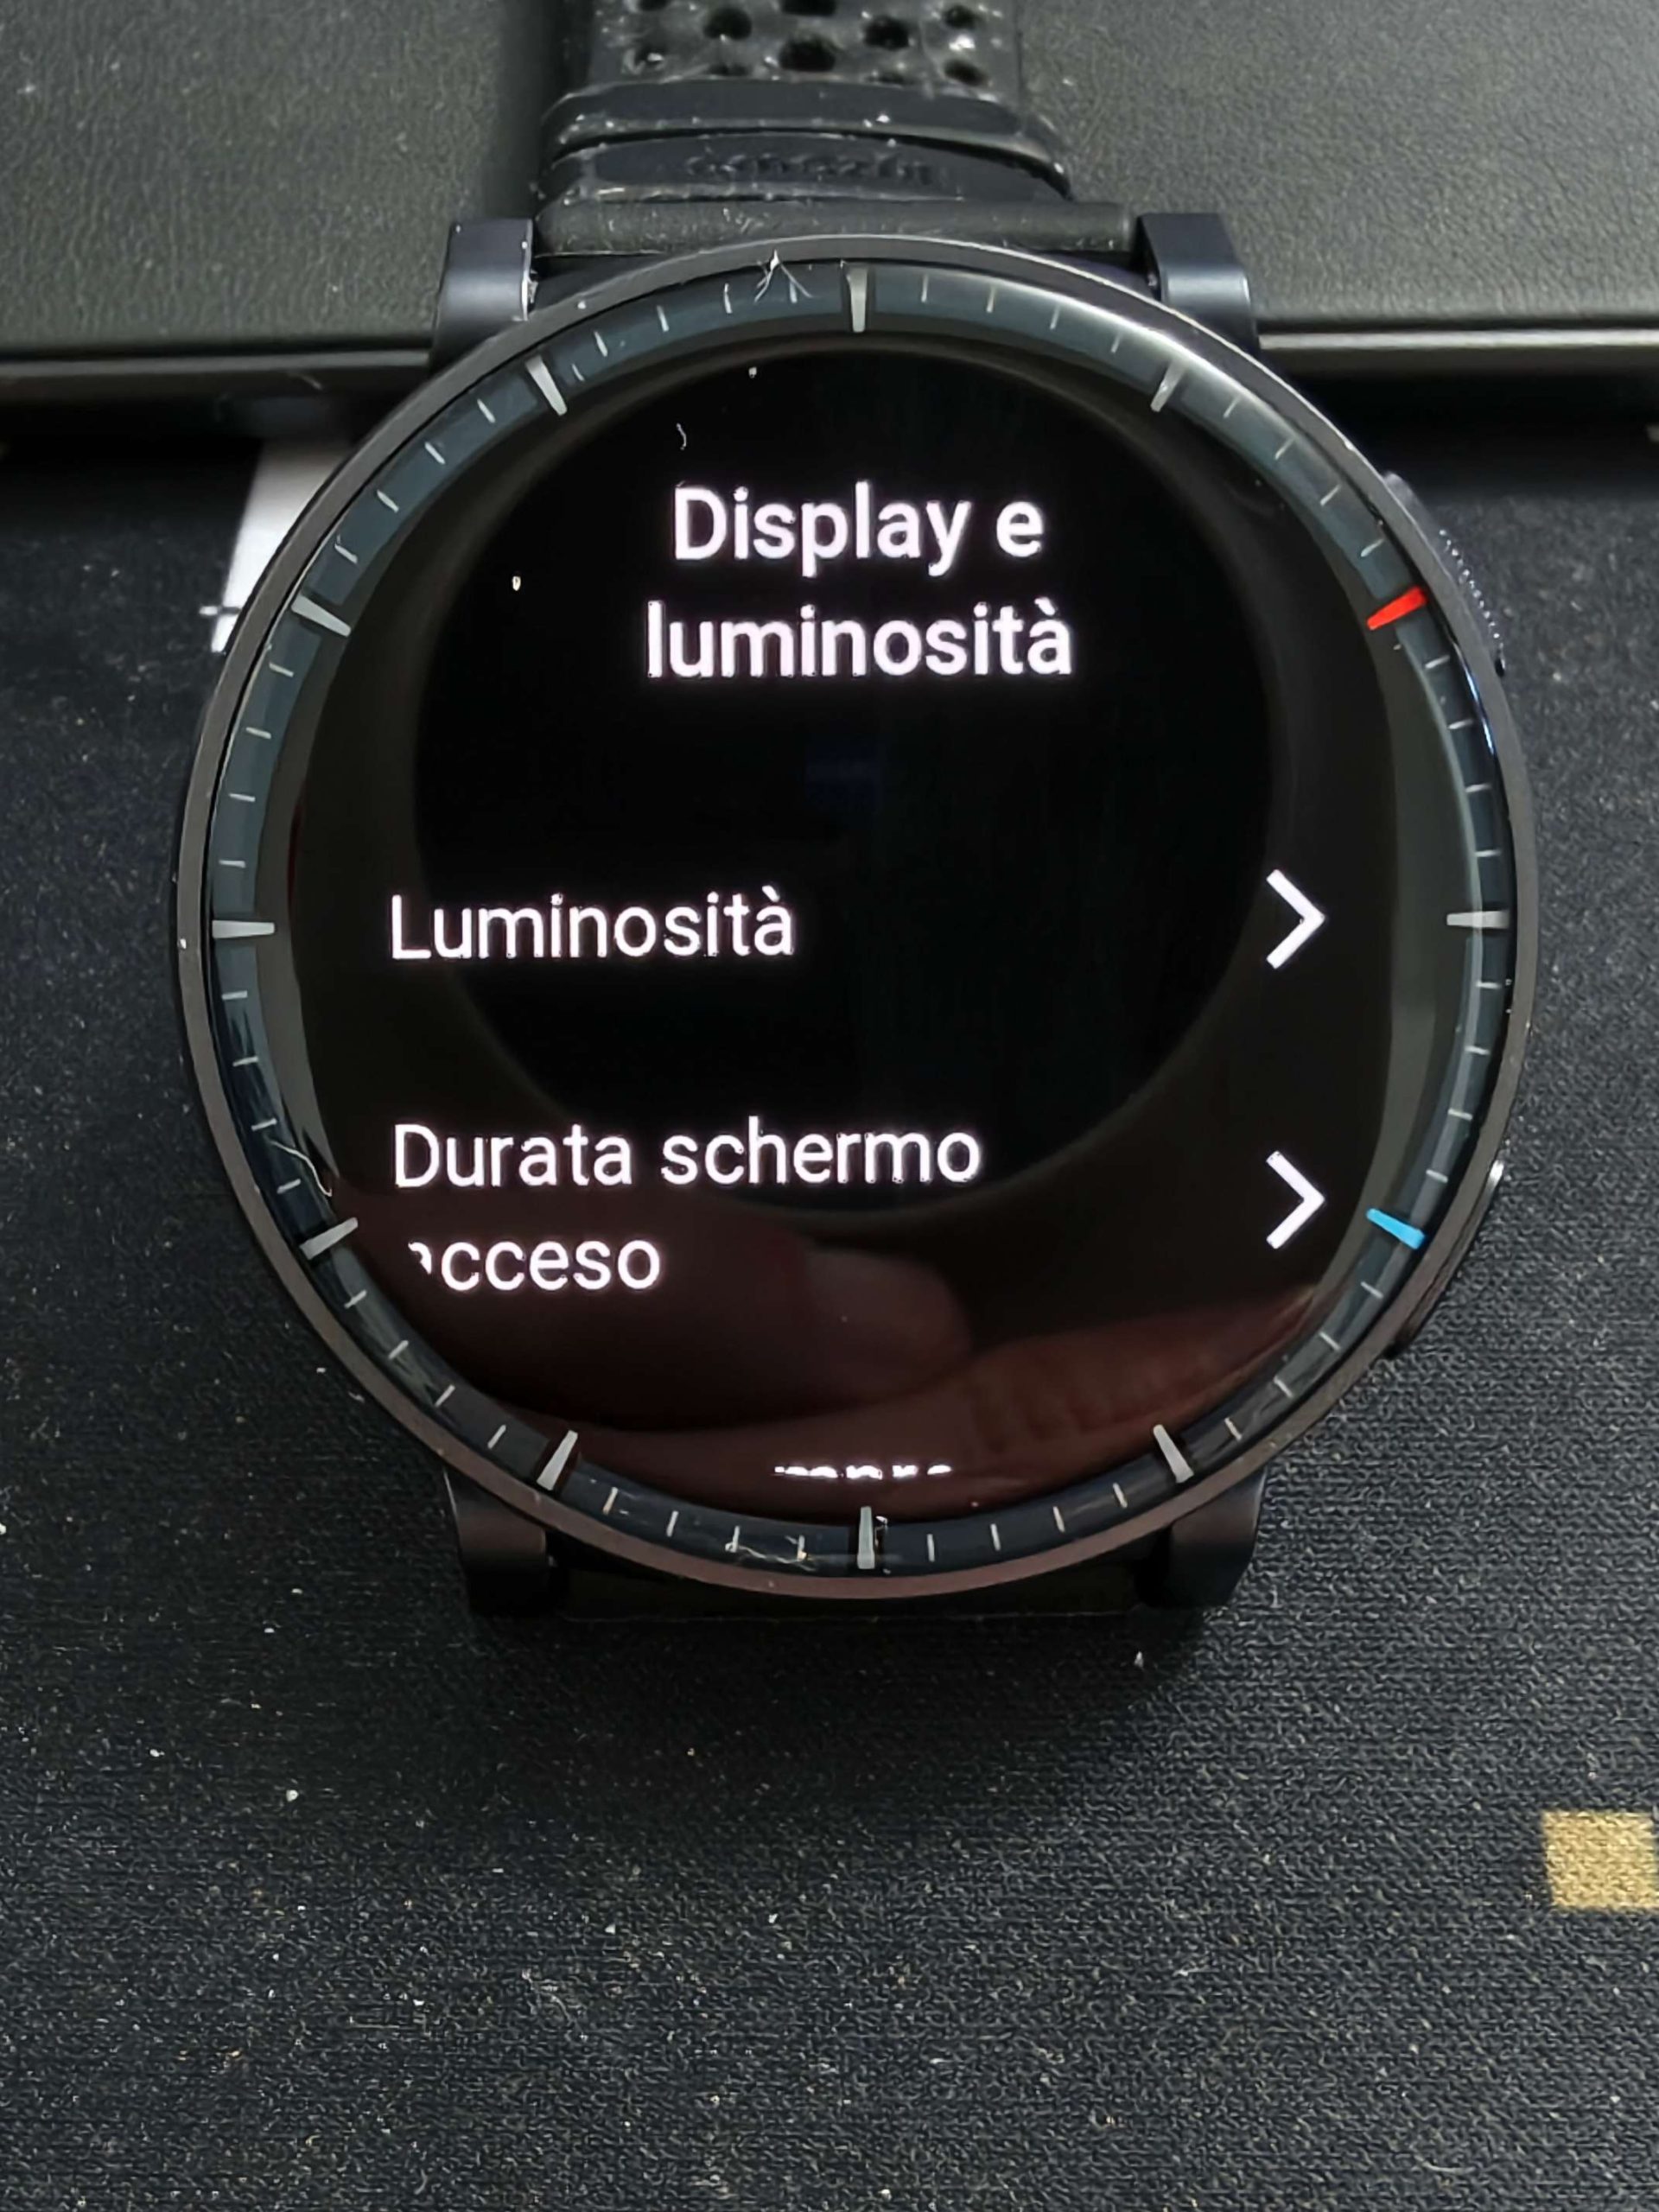 Display e
luminosità
Luminosità
Durata schermo
acceso